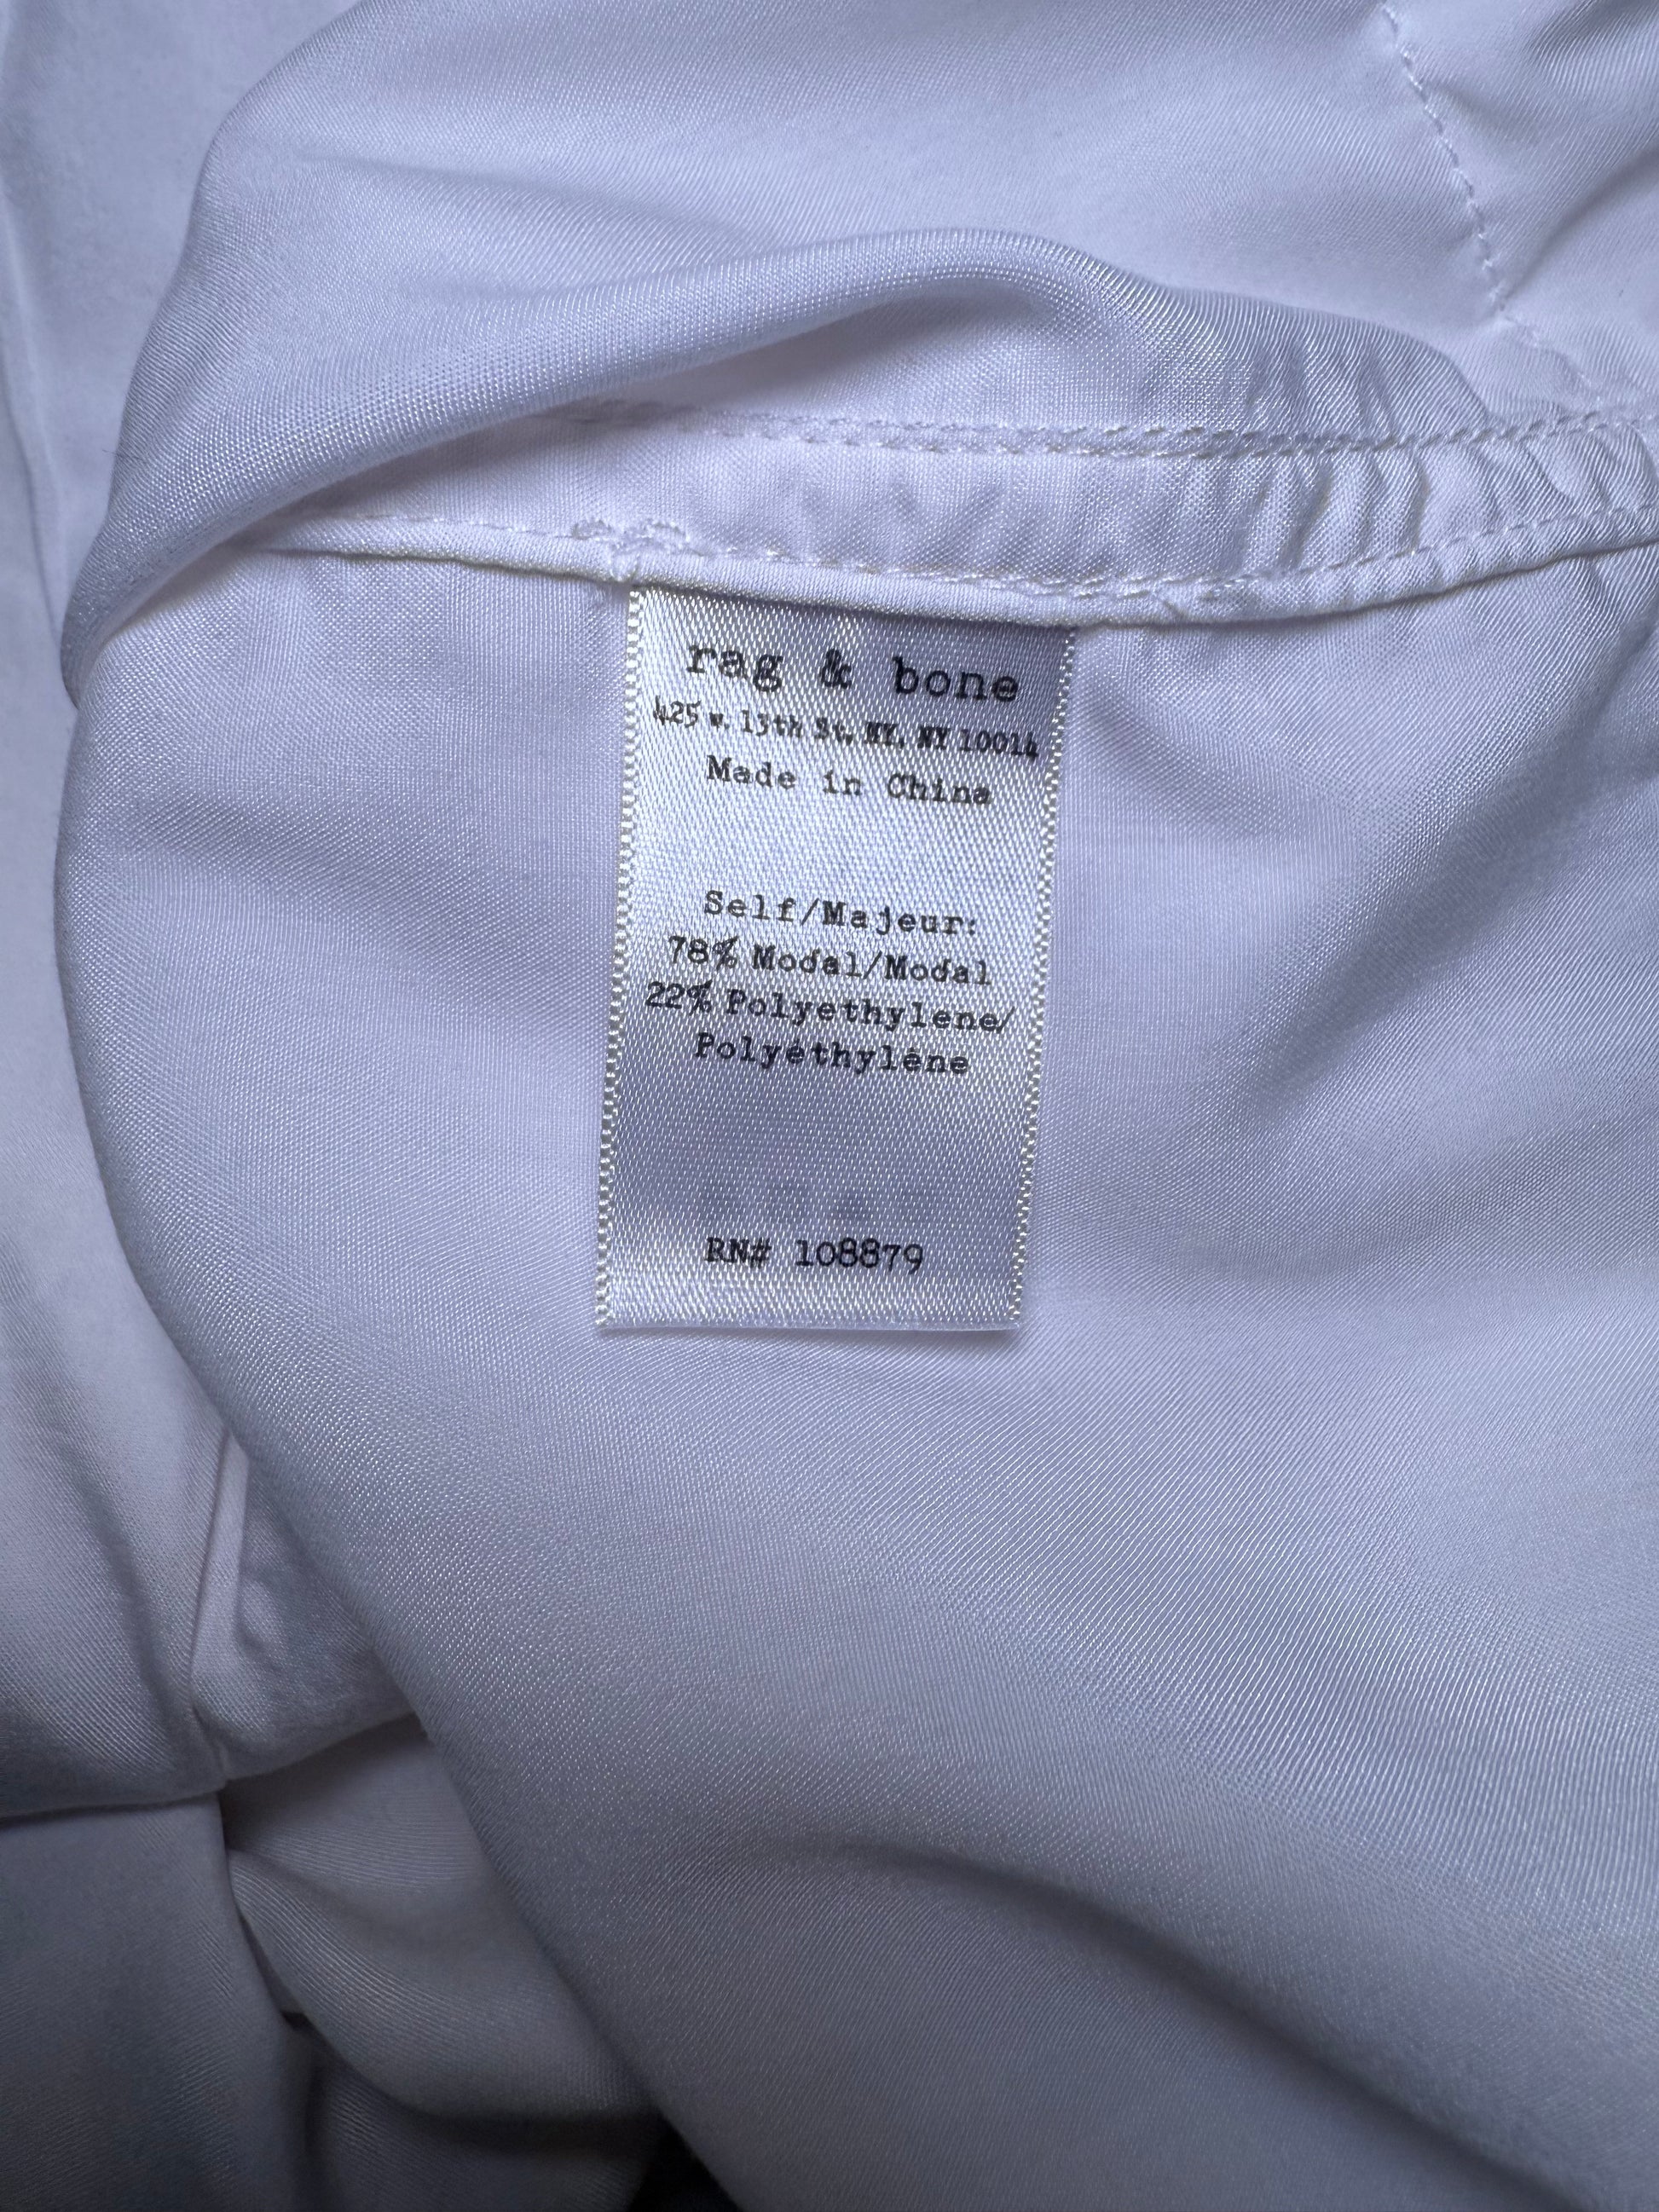 rag & bone
425 w. 13th St. NY, NY 10014
Made in China
Self/Majeur:
78% Modal/Modal
22% Polyethylene/
Polyéthylène
RN# 108879